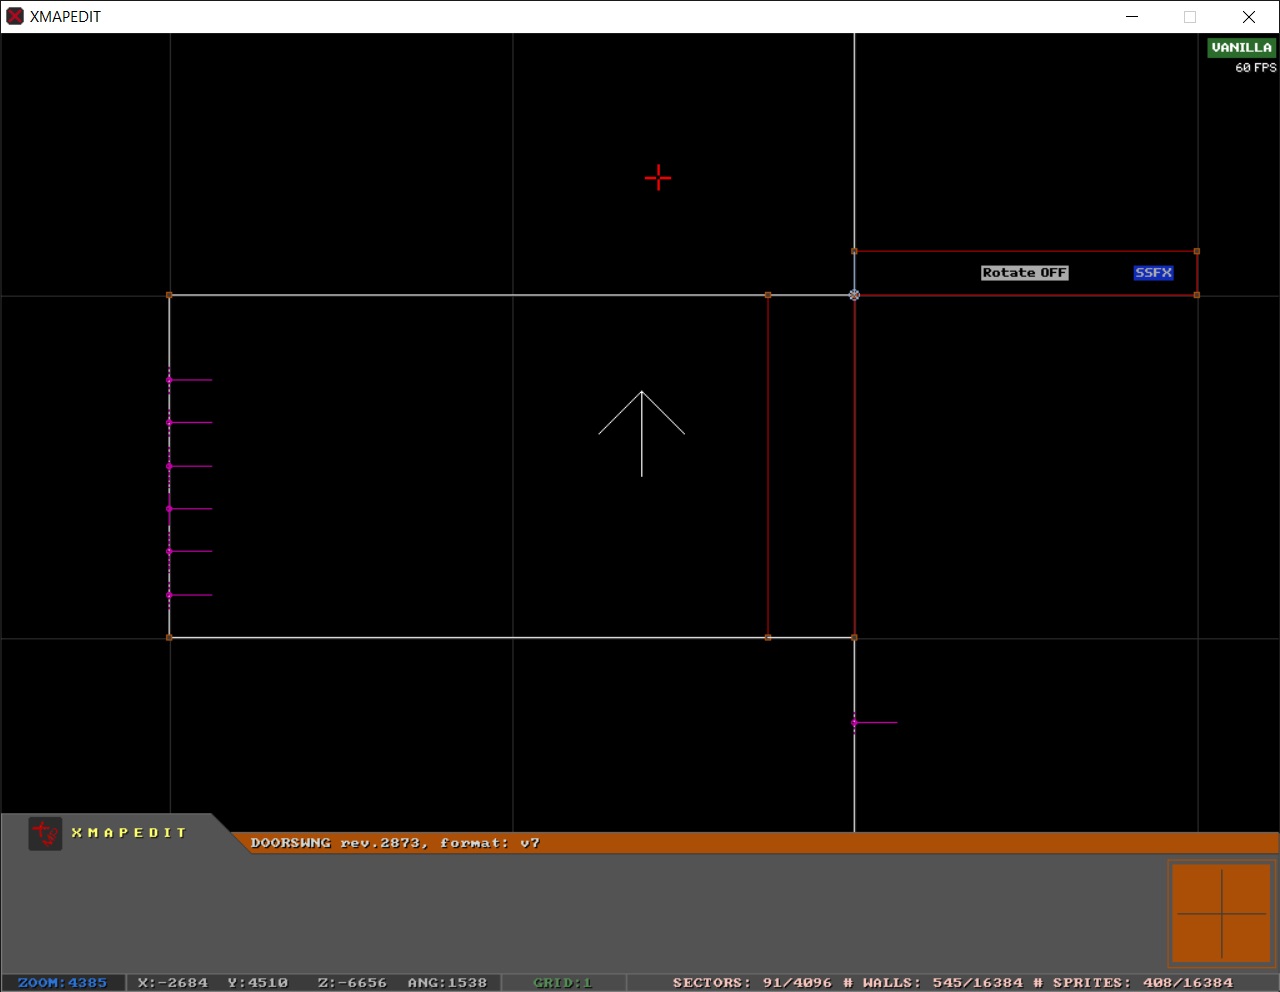 XMAPEDIT
VANILLA
60 FPS
Rotate OFF
SSFX
XMAPEDIT
DOORSWNG rev.2873, format: v7
ZOOM:4385 X:-2684 Y:4510 Z:-6656 ANG:1538 GRID:1 SECTORS: 91/4096 # WALLS: 545/16384 # SPRITES: 408/16384